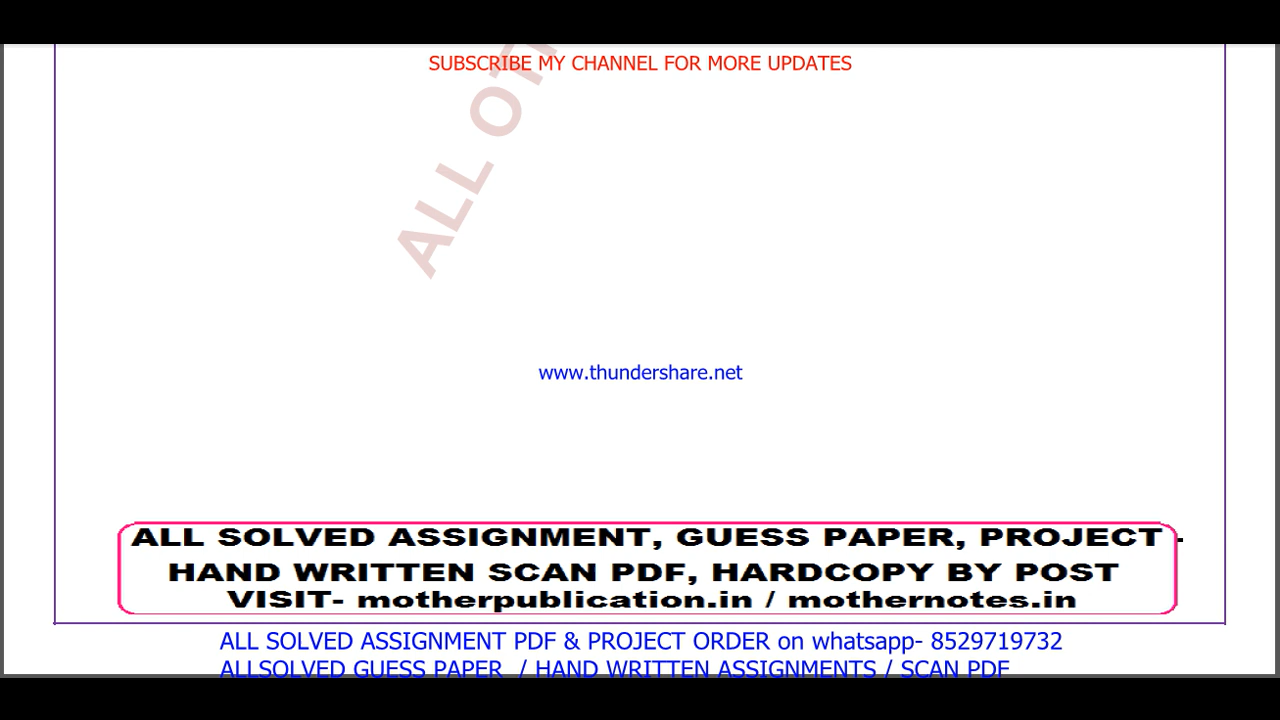 SUBSCRIBE MY CHANNEL FOR MORE UPDATES
ALL
www.thundershare.net
ALL SOLVED ASSIGNMENT, GUESS PAPER, PROJECT -
HAND WRITTEN SCAN PDF, HARDCOPY BY POST
VISIT- motherpublication.in / mothernotes.in
ALL SOLVED ASSIGNMENT PDF & PROJECT ORDER on whatsapp- 8529719732
ALLSOLVED GUESS PAPER / HAND WRITTEN ASSIGNMENTS / SCAN PDF